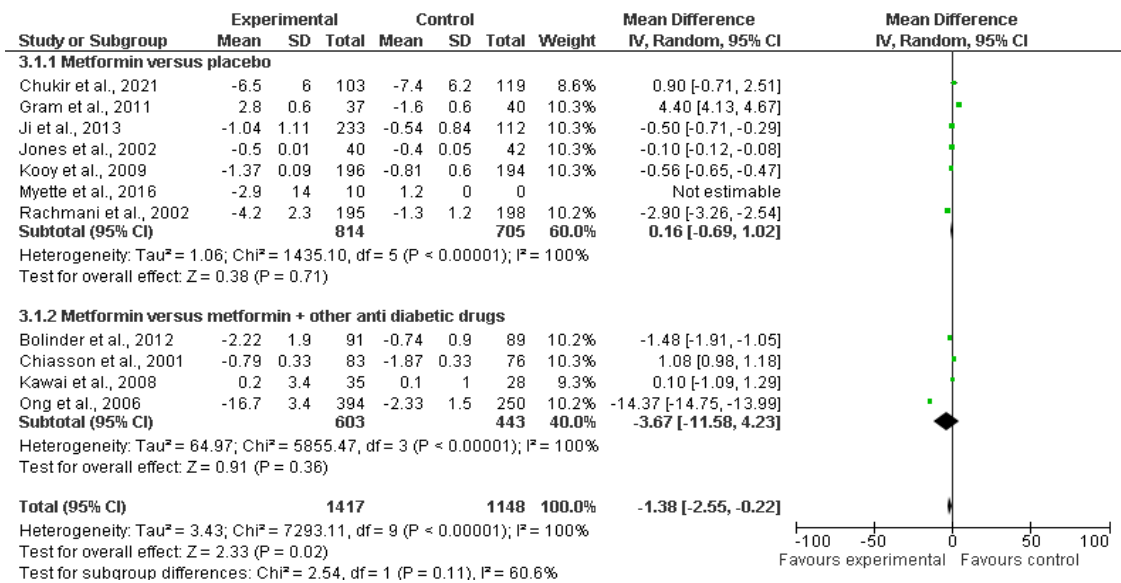 Experimental Control Mean Difference Mean Difference
Study or Subgroup Mean SD Total Mean SD Total Weight IV, Random, 95% CI IV, Random, 95% CI
3.1.1 Metformin versus placebo
Chukir et al., 2021 -6.5 6 103 -7.4 6.2 119 8.6% 0.90 [-0.71, 2.51]
Gram et al., 2011 2.8 0.6 37 -1.6 0.6 40 10.3% 4.40 [4.13, 4.67]
Ji et al., 2013 -1.04 1.11 233 -0.54 0.84 112 10.3% -0.50 [-0.71, -0.29]
Jones et al., 2002 -0.5 0.01 40 -0.4 0.05 42 10.3% -0.10 [-0.12, -0.08]
Kooy et al., 2009 -1.37 0.09 196 -0.81 0.6 194 10.3% -0.56 [-0.65, -0.47]
Myette et al., 2016 -2.9 14 10 1.2 0 0 Not estimable
Rachmani et al., 2002 -4.2 2.3 195 -1.3 1.2 198 10.2% -2.90 [-3.26, -2.54]
Subtotal (95% CI) 814 705 60.0% 0.16 [-0.69, 1.02]
Heterogeneity: Tau² = 1.06; Chi² = 1435.10, df = 5 (P < 0.00001); I² = 100%
Test for overall effect: Z = 0.38 (P = 0.71)
3.1.2 Metformin versus metformin + other anti diabetic drugs
Bolinder et al., 2012 -2.22 1.9 91 -0.74 0.9 89 10.2% -1.48 [-1.91, -1.05]
Chiasson et al., 2001 -0.79 0.33 83 -1.87 0.33 76 10.3% 1.08 [0.98, 1.18]
Kawai et al., 2008 0.2 3.4 35 0.1 1 28 9.3% 0.10 [-1.09, 1.29]
Ong et al., 2006 -16.7 3.4 394 -2.33 1.5 250 10.2% -14.37 [-14.75, -13.99]
Subtotal (95% CI) 603 443 40.0% -3.67 [-11.58, 4.23]
Heterogeneity: Tau² = 64.97; Chi² = 5855.47, df = 3 (P < 0.00001); I² = 100%
Test for overall effect: Z = 0.91 (P = 0.36)
Total (95% CI) 1417 1148 100.0% -1.38 [-2.55, -0.22]
Heterogeneity: Tau² = 3.43; Chi² = 7293.11, df = 9 (P < 0.00001); I² = 100%
Test for overall effect: Z = 2.33 (P = 0.02)
Test for subgroup differences: Chi² = 2.54, df = 1 (P = 0.11), I² = 60.6%
-100 -50 0 50 100
Favours experimental Favours control